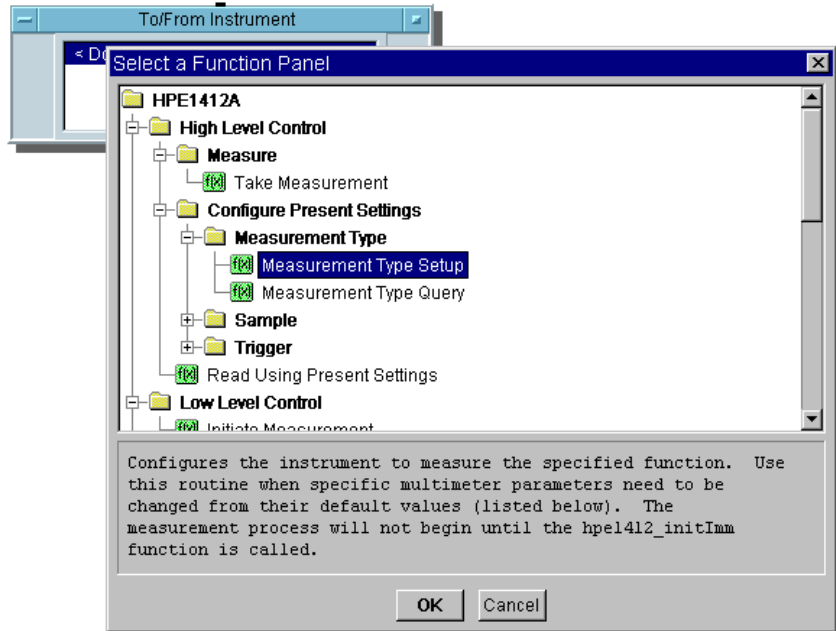 To/From Instrument
Select a Function Panel
HPE1412A
High Level Control
Measure
f(x) Take Measurement
Configure Present Settings
Measurement Type
f(x) Measurement Type Setup
f(x) Measurement Type Query
Sample
Trigger
f(x) Read Using Present Settings
Low Level Control
f(x) Initiate Measurement
Configures the instrument to measure the specified function.  Use
this routine when specific multimeter parameters need to be
changed from their default values (listed below).  The
measurement process will not begin until the hpe1412_initImm
function is called.
OK
Cancel